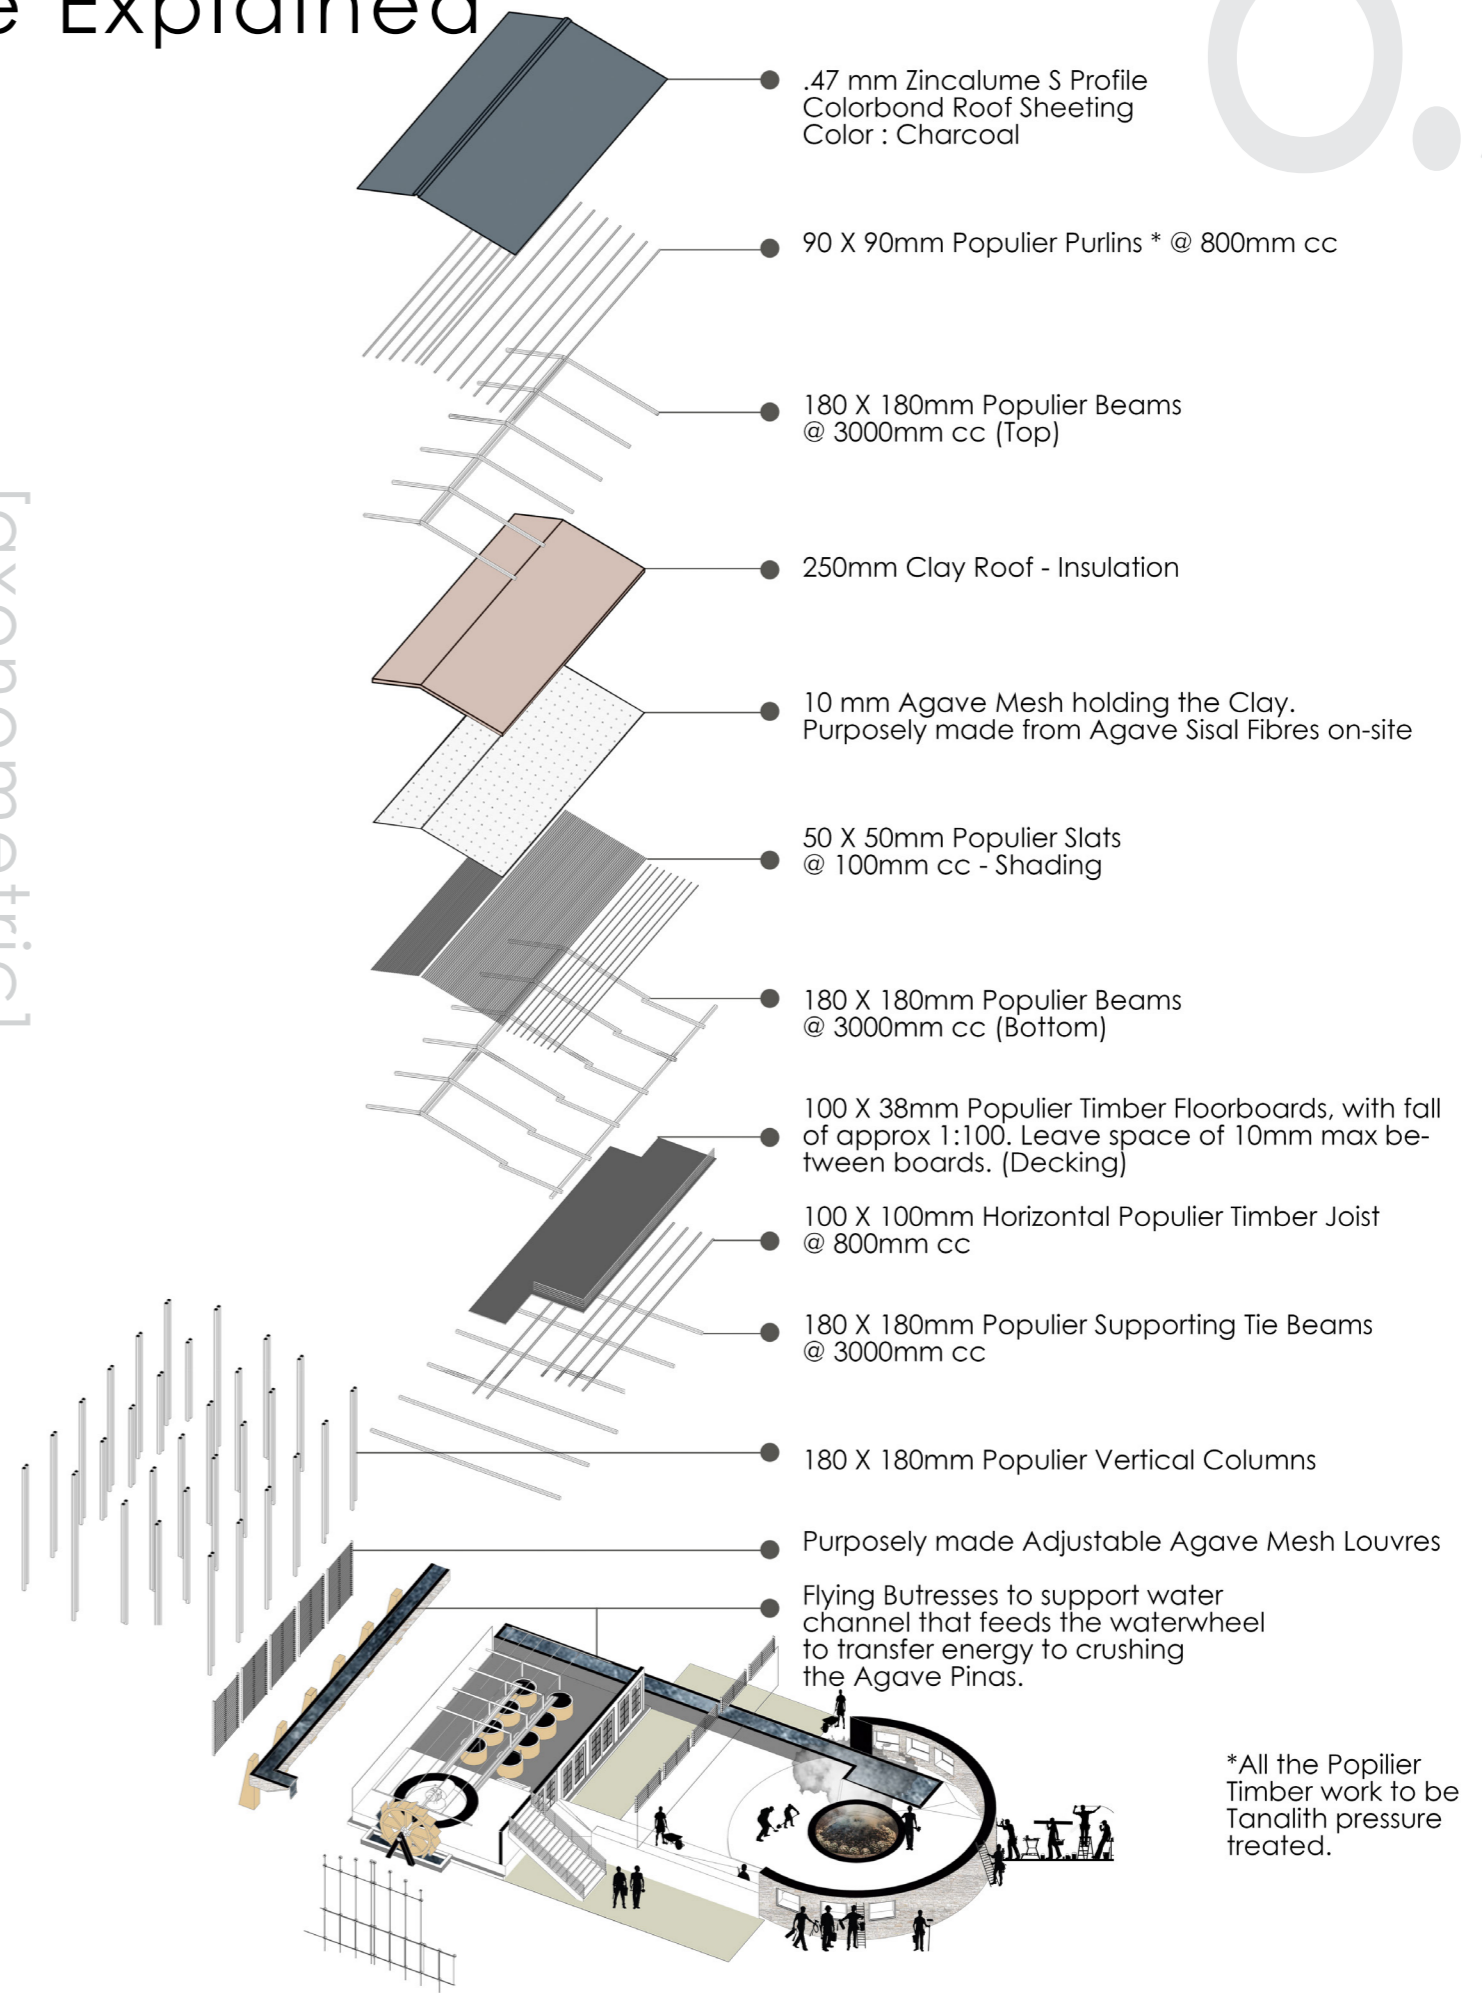 e Explained
o.
.47 mm Zincalume S Profile
Colorbond Roof Sheeting
Color : Charcoal
90 X 90mm Populier Purlins * @ 800mm cc
180 X 180mm Populier Beams
@ 3000mm cc (Top)
250mm Clay Roof - Insulation
[axonometric]
10 mm Agave Mesh holding the Clay.
Purposely made from Agave Sisal Fibres on-site
50 X 50mm Populier Slats
@ 100mm cc - Shading
180 X 180mm Populier Beams
@ 3000mm cc (Bottom)
100 X 38mm Populier Timber Floorboards, with fall
of approx 1:100. Leave space of 10mm max be-
tween boards. (Decking)
100 X 100mm Horizontal Populier Timber Joist
@ 800mm cc
180 X 180mm Populier Supporting Tie Beams
@ 3000mm cc
180 X 180mm Populier Vertical Columns
Purposely made Adjustable Agave Mesh Louvres
Flying Butresses to support water
channel that feeds the waterwheel
to transfer energy to crushing
the Agave Pinas.
*All the Popilier
Timber work to be
Tanalith pressure
treated.